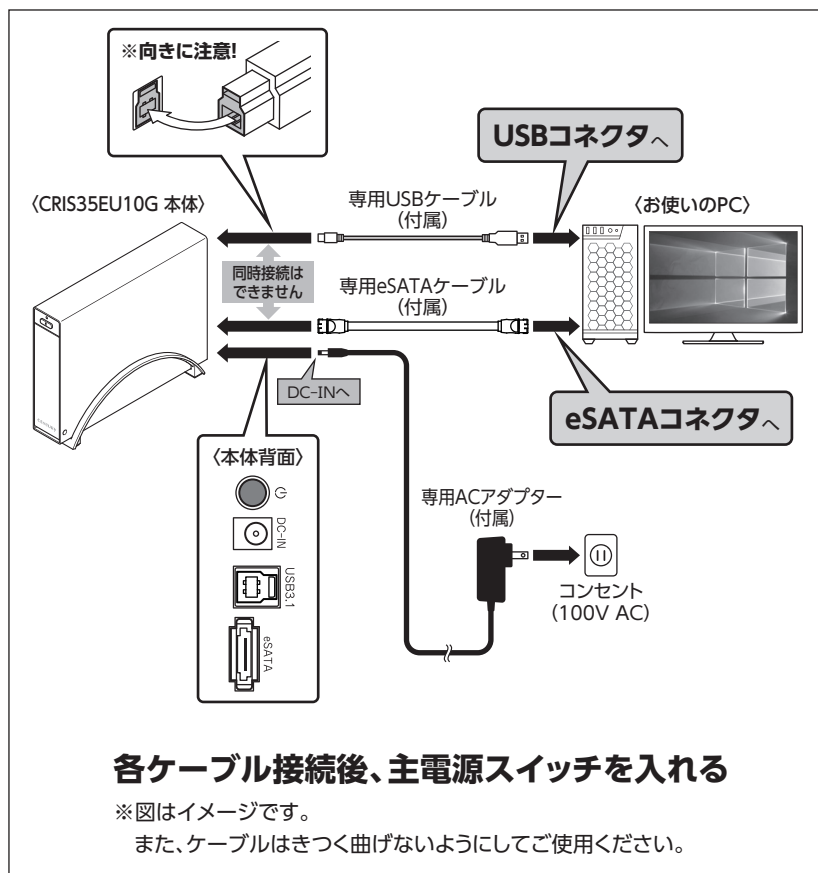 ※向きに注意!
USBコネクタへ
〈CRIS35EU10G 本体〉
専用USBケーブル
(付属)
〈お使いのPC〉
同時接続は
できません
専用eSATAケーブル
(付属)
DC-INへ
eSATAコネクタへ
〈本体背面〉
DC-IN
USB3.1
eSATA
専用ACアダプター
(付属)
コンセント
(100V AC)
各ケーブル接続後、主電源スイッチを入れる
※図はイメージです。
また、ケーブルはきつく曲げないようにしてご使用ください。